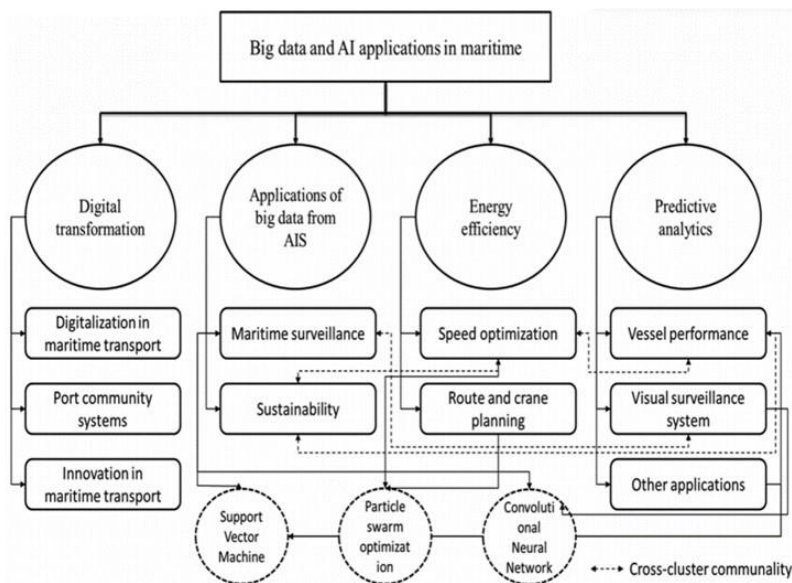 Big data and AI applications in maritime
Digital
transformation
Applications of
big data from
AIS
Energy
efficiency
Predictive
analytics
Digitalization in
maritime transport
Maritime surveillance
Speed optimization
Vessel performance
Port community
systems
Sustainability
Route and crane
planning
Visual surveillance
system
Innovation in
maritime transport
Other applications
Support
Vector
Machine
Particle
swarm
optimizat
ion
Convoluti
onal
Neural
Network
Cross-cluster communality